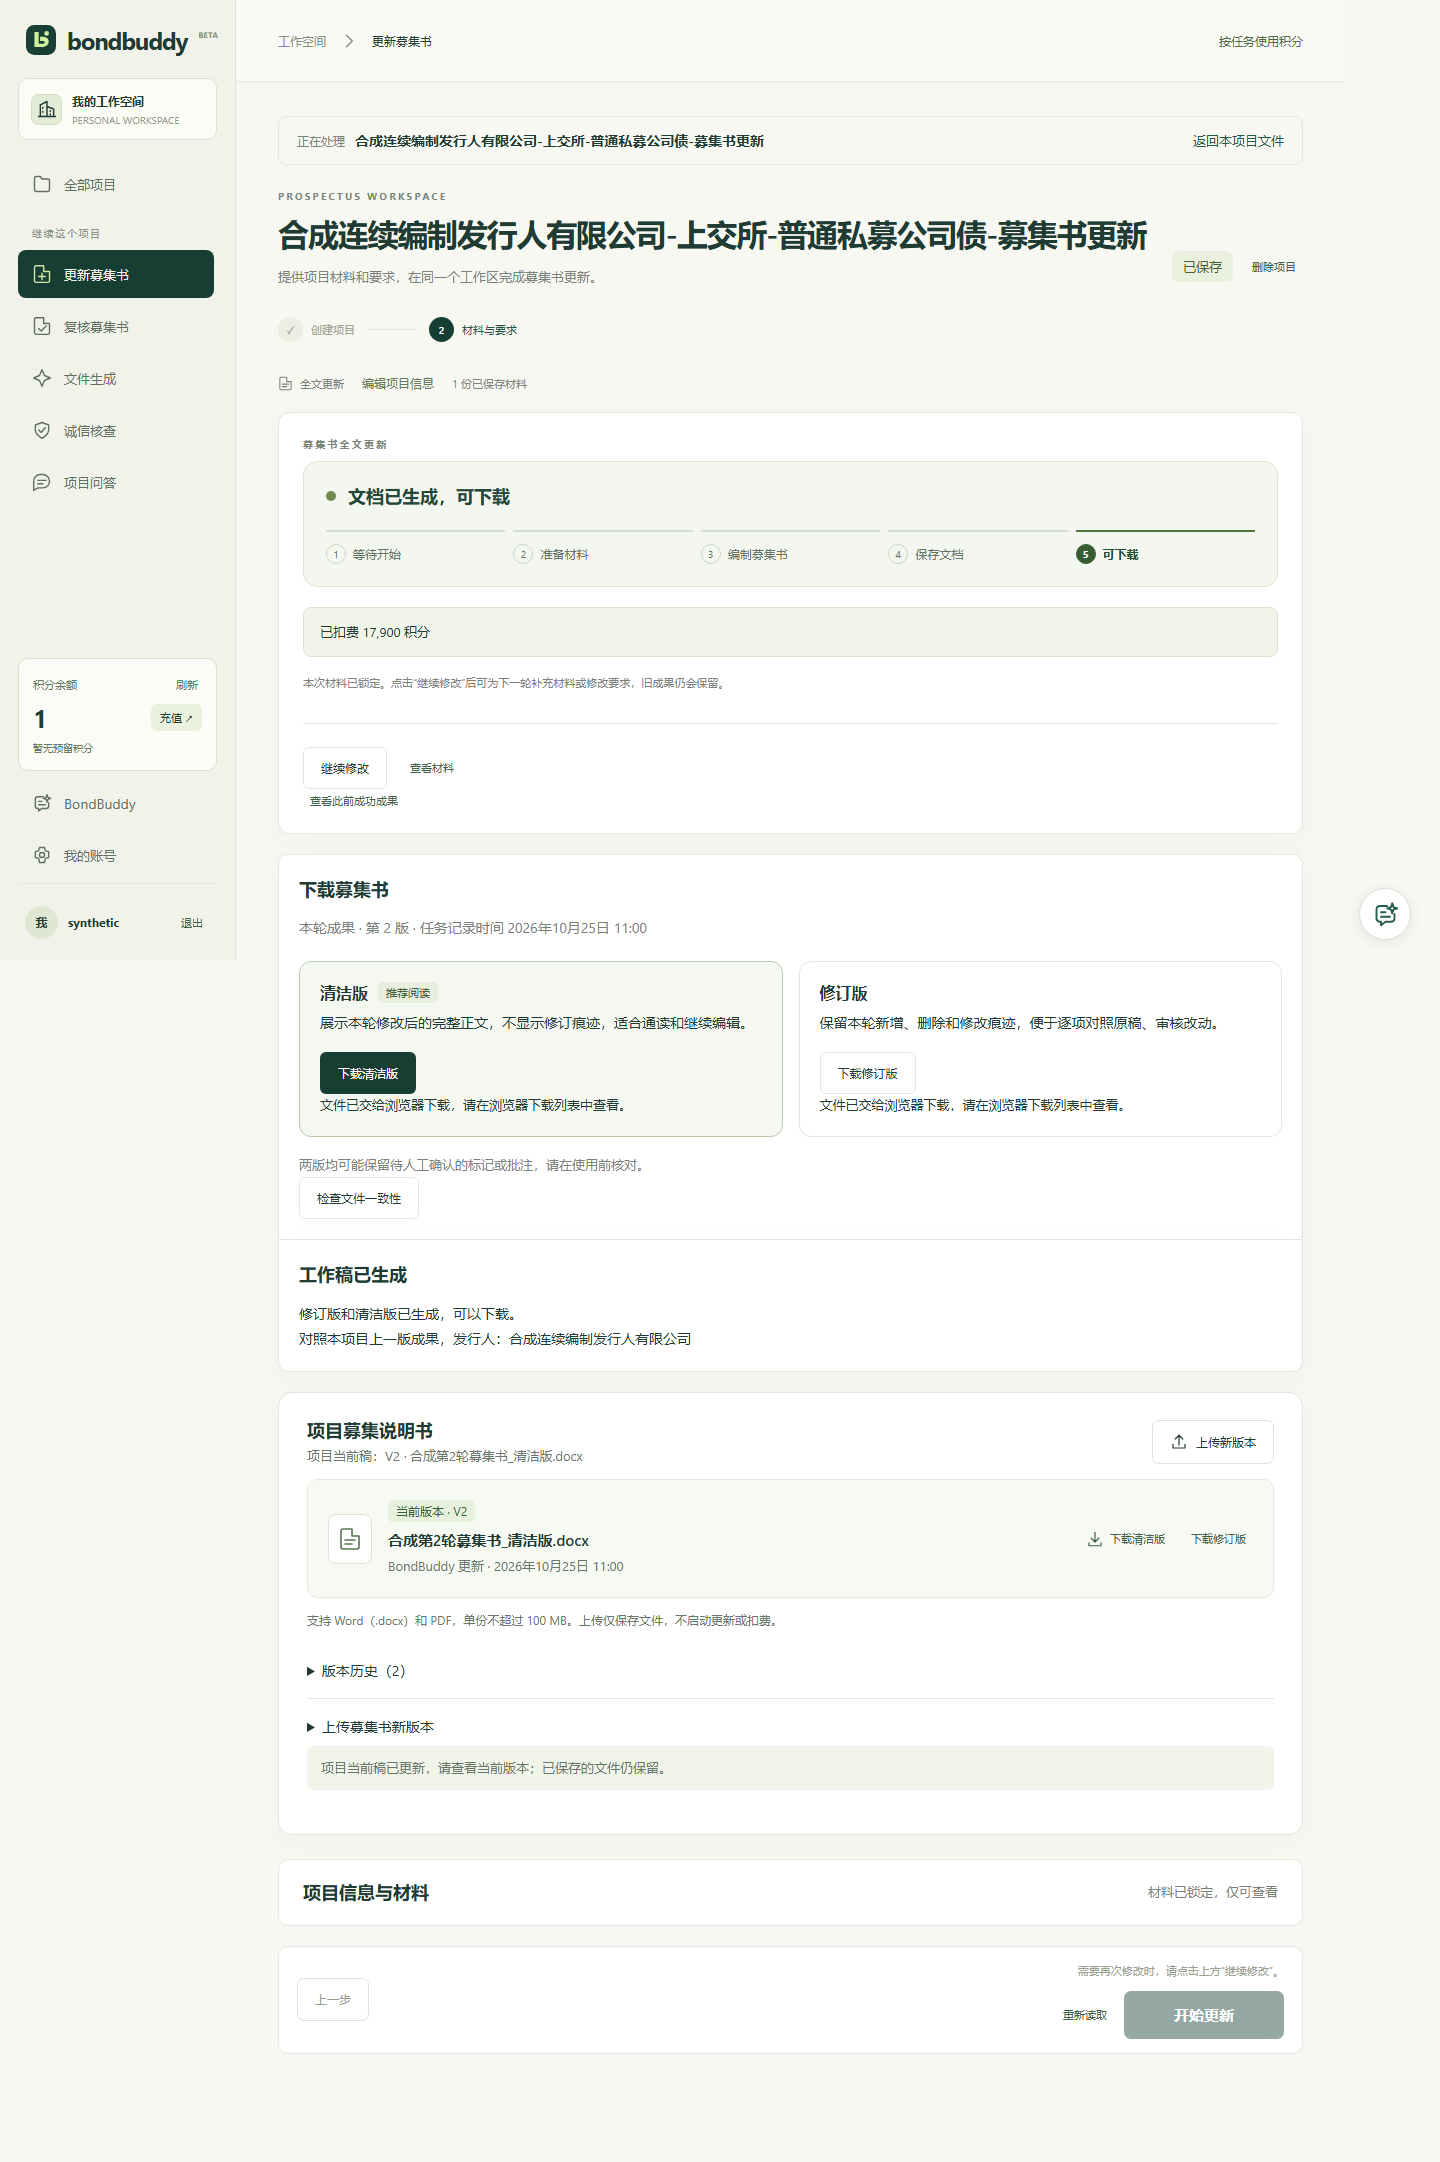 bondbuddy BETA
我的工作空间
PERSONAL WORKSPACE
全部项目
继续这个项目
更新募集书
复核募集书
文件生成
诚信核查
项目问答
积分余额 刷新
1 充值 ↗
暂无预留积分
BondBuddy
我的账号
我 synthetic 退出
工作空间 更新募集书 按任务使用积分
正在处理 合成连续编制发行人有限公司-上交所-普通私募公司债-募集书更新 返回本项目文件
PROSPECTUS WORKSPACE
合成连续编制发行人有限公司-上交所-普通私募公司债-募集书更新
提供项目材料和要求，在同一个工作区完成募集书更新。
已保存 删除项目
✓ 创建项目 2 材料与要求
全文更新 编辑项目信息 1 份已保存材料
募集书全文更新
文档已生成，可下载
1 等待开始 2 准备材料 3 编制募集书 4 保存文档 5 可下载
已扣费 17,900 积分
本次材料已锁定。点击“继续修改”后可为下一轮补充材料或修改要求，旧成果仍会保留。
继续修改 查看材料
查看此前成功成果
下载募集书
本轮成果 · 第 2 版 · 任务记录时间 2026年10月25日 11:00
清洁版 推荐阅读
展示本轮修改后的完整正文，不显示修订痕迹，适合通读和继续编辑。
下载清洁版
文件已交给浏览器下载，请在浏览器下载列表中查看。
修订版
保留本轮新增、删除和修改痕迹，便于逐项对照原稿、审核改动。
下载修订版
文件已交给浏览器下载，请在浏览器下载列表中查看。
两版均可能保留待人工确认的标记或批注，请在使用前核对。
检查文件一致性
工作稿已生成
修订版和清洁版已生成，可以下载。
对照本项目上一版成果，发行人：合成连续编制发行人有限公司
项目募集说明书
项目当前稿：V2 · 合成第2轮募集书_清洁版.docx
上传新版本
当前版本 · V2
合成第2轮募集书_清洁版.docx
BondBuddy 更新 · 2026年10月25日 11:00
下载清洁版 下载修订版
支持 Word（.docx）和 PDF，单份不超过 100 MB。上传仅保存文件，不启动更新或扣费。
▶ 版本历史（2）
▶ 上传募集书新版本
项目当前稿已更新，请查看当前版本；已保存的文件仍保留。
项目信息与材料 材料已锁定，仅可查看
需要再次修改时，请点击上方“继续修改”。
上一步 重新读取 开始更新